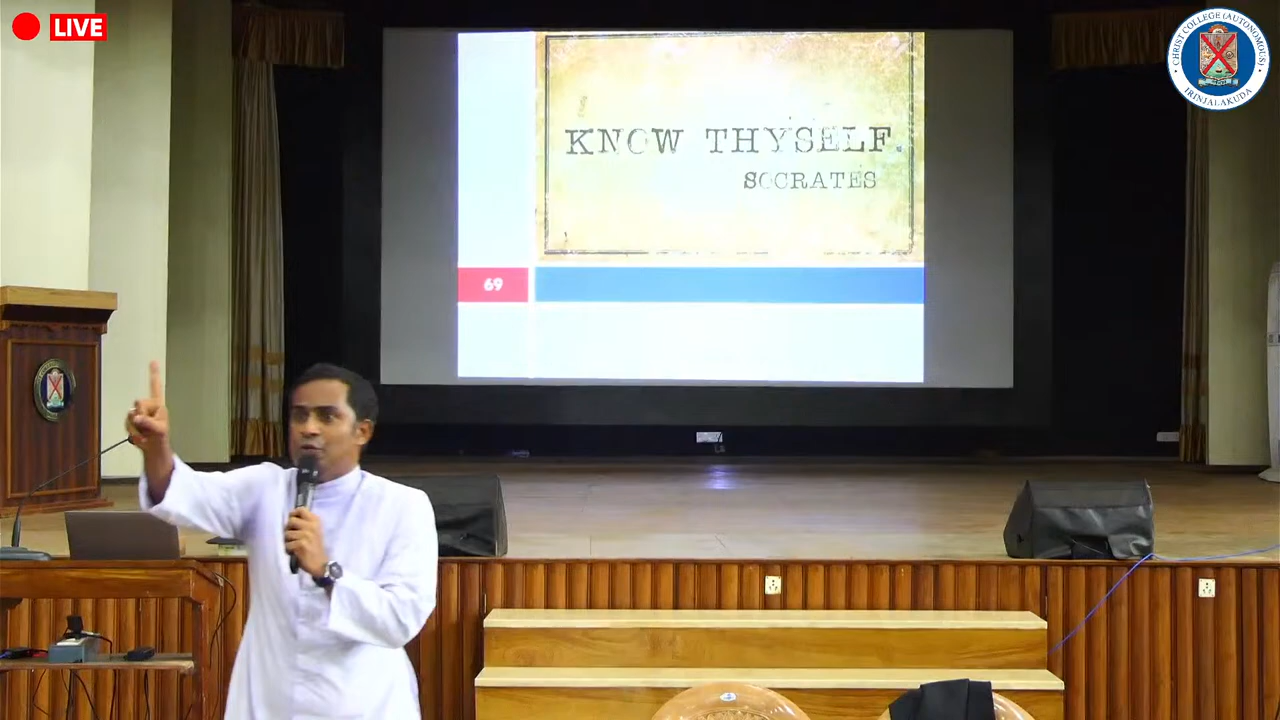 LIVE
CHRIST COLLEGE (AUTONOMOUS)
IRINJALAKUDA
KNOW THYSELF.
SOCRATES
69